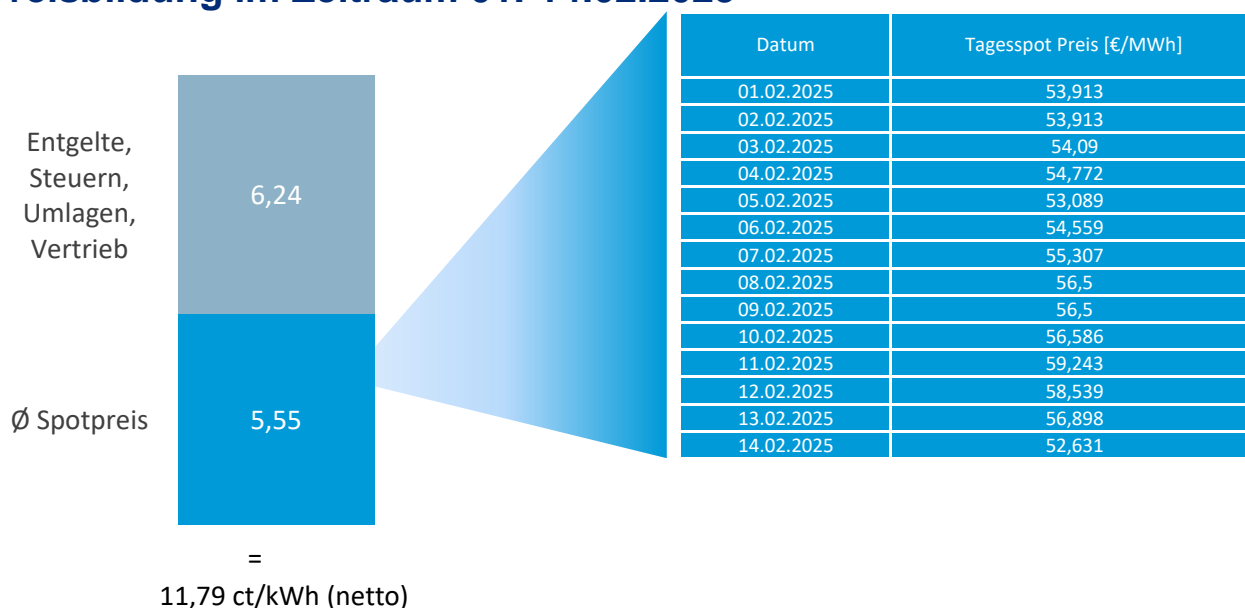 Entgelte,
Steuern,
Umlagen,
Vertrieb
6,24
Ø Spotpreis
5,55
=
11,79 ct/kWh (netto)
Datum Tagesspot Preis [€/MWh]
01.02.2025 53,913
02.02.2025 53,913
03.02.2025 54,09
04.02.2025 54,772
05.02.2025 53,089
06.02.2025 54,559
07.02.2025 55,307
08.02.2025 56,5
09.02.2025 56,5
10.02.2025 56,586
11.02.2025 59,243
12.02.2025 58,539
13.02.2025 56,898
14.02.2025 52,631